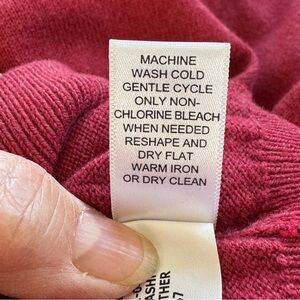 MACHINE
WASH COLD
GENTLE CYCLE
ONLY NON-
CHLORINE BLEACH
WHEN NEEDED
RESHAPE AND
DRY FLAT
WARM IRON
OR DRY CLEAN